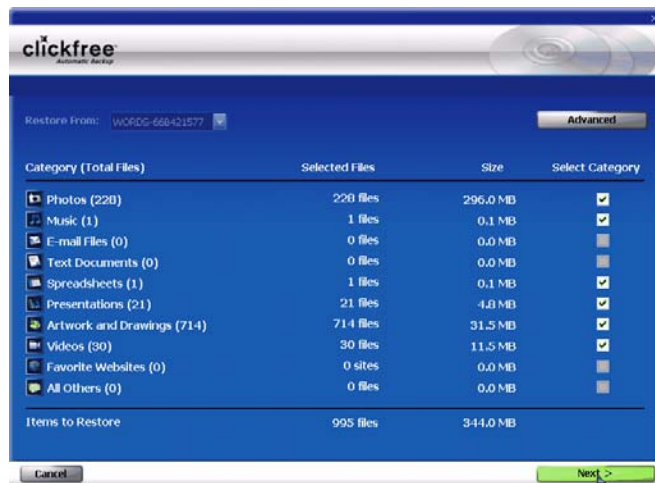 clickfree
Automatic Backup
Restore From: WORDS-668421577 Advanced
Category (Total Files) Selected Files Size Select Category
Photos (228) 228 files 296.0 MB
Music (1) 1 files 0.1 MB
E-mail Files (0) 0 files 0.0 MB
Text Documents (0) 0 files 0.0 MB
Spreadsheets (1) 1 files 0.1 MB
Presentations (21) 21 files 4.8 MB
Artwork and Drawings (714) 714 files 31.5 MB
Videos (30) 30 files 11.5 MB
Favorite Websites (0) 0 sites 0.0 MB
All Others (0) 0 files 0.0 MB
Items to Restore 995 files 344.0 MB
Cancel Next >